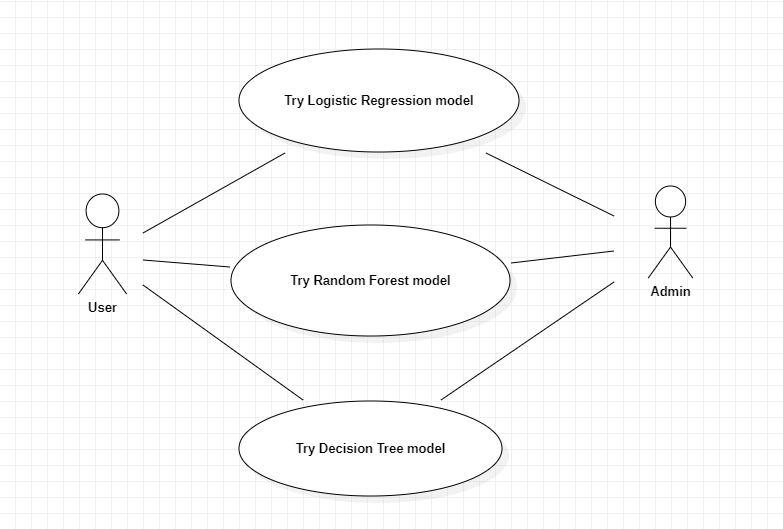 Try Logistic Regression model
Try Random Forest model
User
Admin
Try Decision Tree model